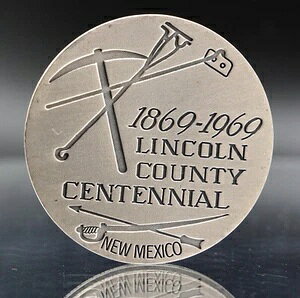 1869-1969
LINCOLN
COUNTY
CENTENNIAL
NEW MEXICO